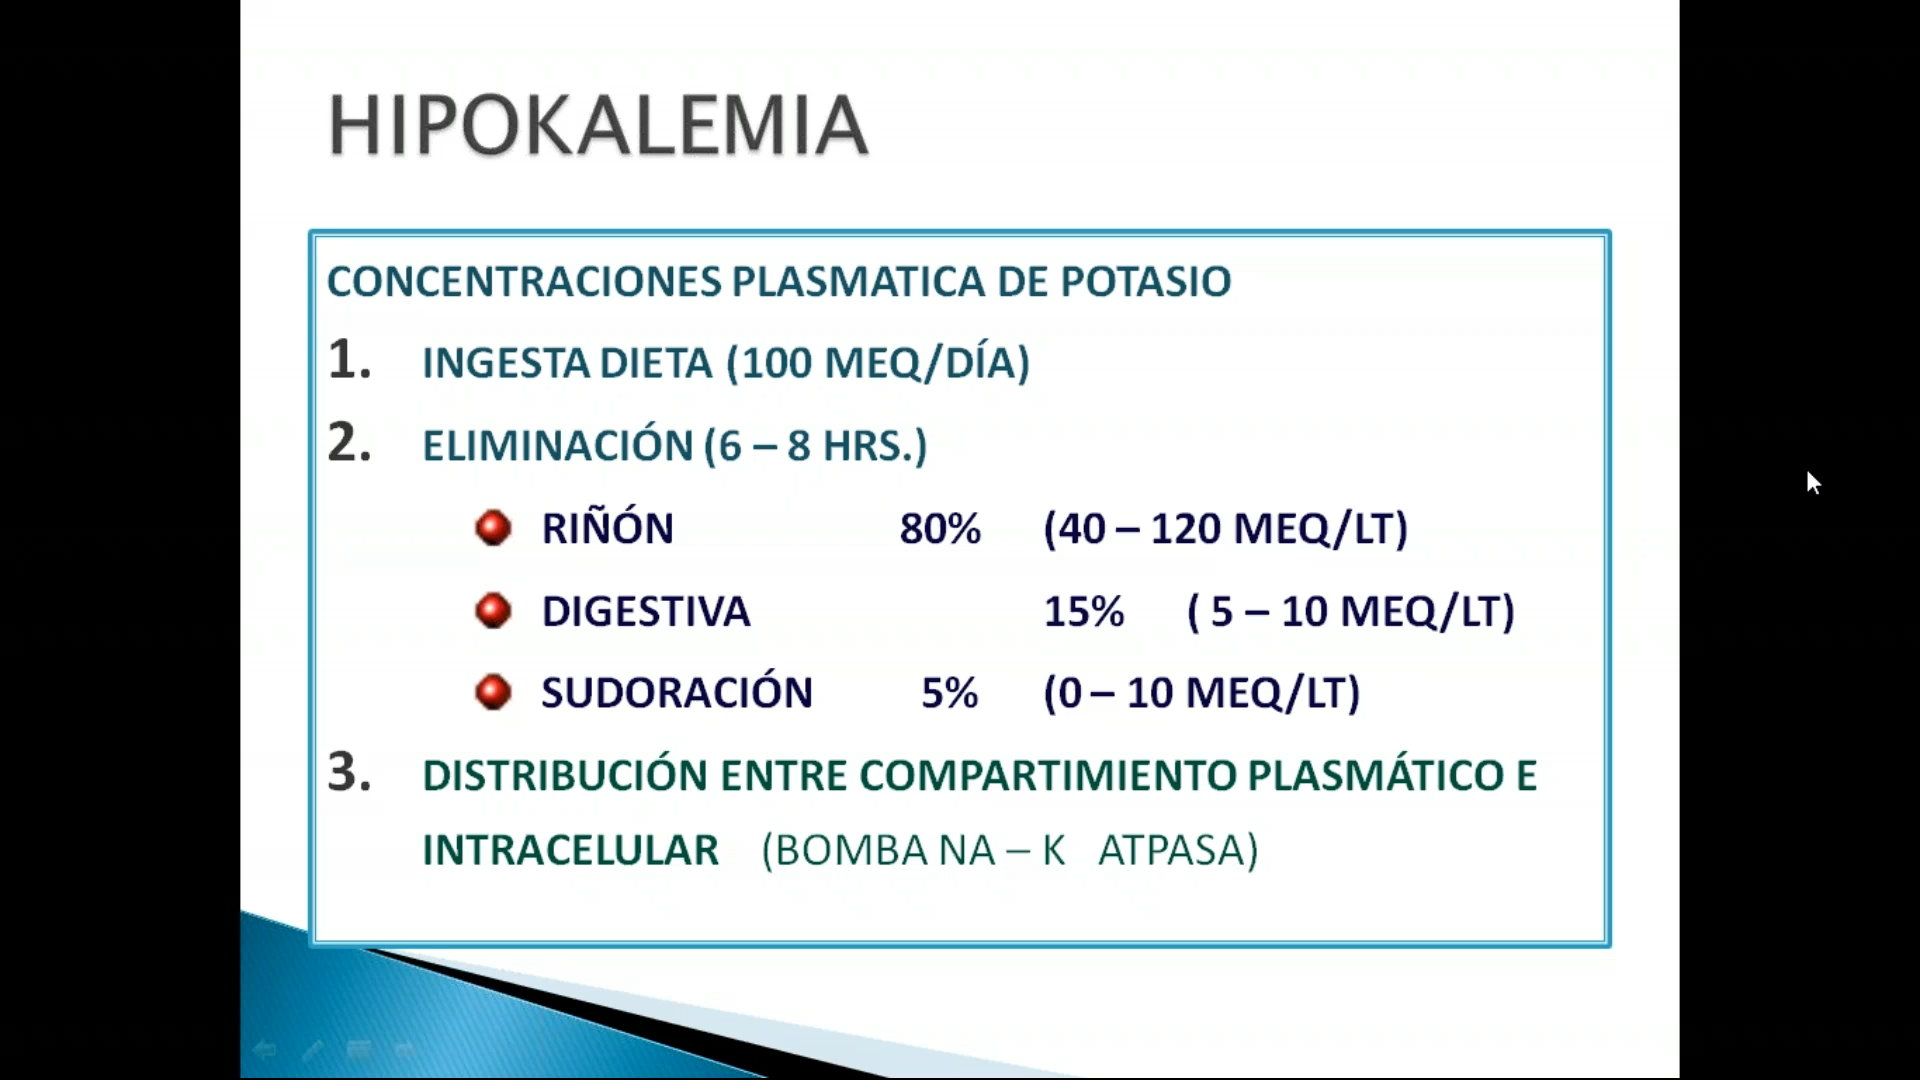 HIPOKALEMIA
CONCENTRACIONES PLASMATICA DE POTASIO
1. INGESTA DIETA (100 MEQ/DÍA)
2. ELIMINACIÓN (6 – 8 HRS.)
RIÑÓN 80% (40 – 120 MEQ/LT)
DIGESTIVA 15% ( 5 – 10 MEQ/LT)
SUDORACIÓN 5% (0 – 10 MEQ/LT)
3. DISTRIBUCIÓN ENTRE COMPARTIMIENTO PLASMÁTICO E
INTRACELULAR (BOMBA NA – K ATPASA)